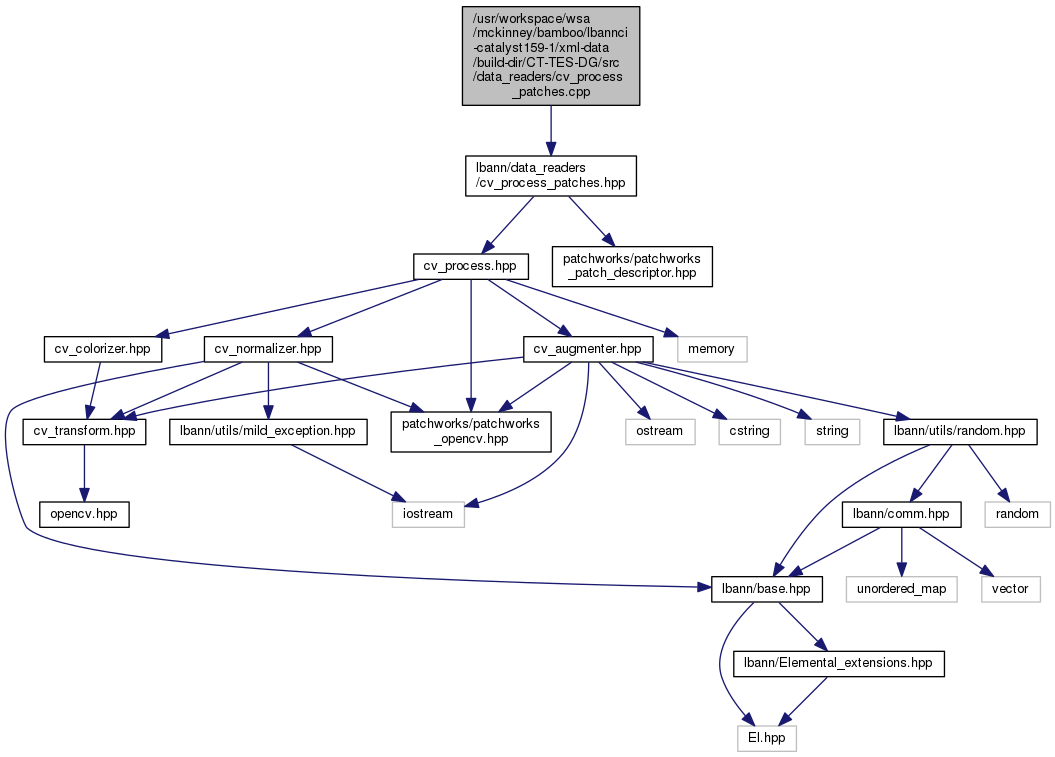 /usr/workspace/wsa
/mckinney/bamboo/lbannci
-catalyst159-1/xml-data
/build-dir/CT-TES-DG/src
/data_readers/cv_process
_patches.cpp
lbann/data_readers
/cv_process_patches.hpp
cv_process.hpp
patchworks/patchworks
_patch_descriptor.hpp
cv_colorizer.hpp
cv_normalizer.hpp
cv_augmenter.hpp
memory
cv_transform.hpp
lbann/utils/mild_exception.hpp
patchworks/patchworks
_opencv.hpp
ostream
cstring
string
lbann/utils/random.hpp
opencv.hpp
iostream
lbann/comm.hpp
random
lbann/base.hpp
unordered_map
vector
lbann/Elemental_extensions.hpp
El.hpp